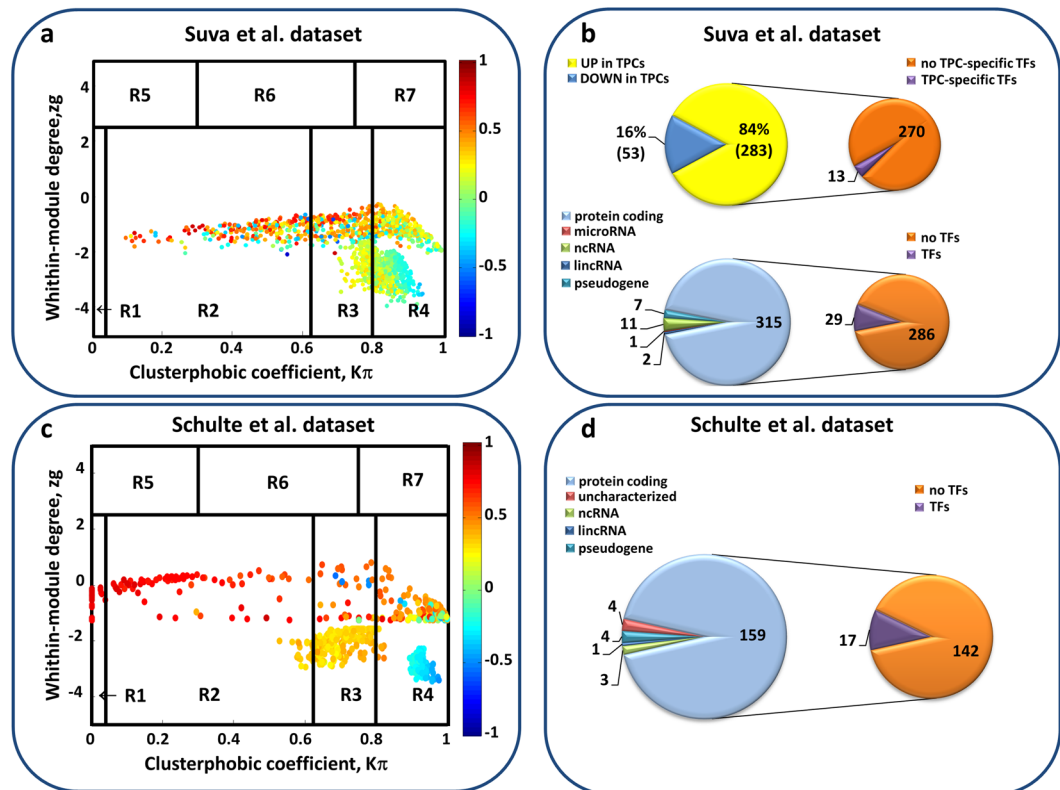 a
Suva et al. dataset
Whithin-module degree,zg
4
2
0
-2
-4
R5
R6
R7
R1
R2
R3
R4
0
0.2
0.4
0.6
0.8
1
Clusterphobic coefficient, Kπ
1
0.5
0
-0.5
-1
b
Suva et al. dataset
UP in TPCs
DOWN in TPCs
16%
(53)
84%
(283)
no TPC-specific TFs
TPC-specific TFs
270
13
protein coding
microRNA
ncRNA
lincRNA
pseudogene
7
11
1
2
315
no TFs
TFs
29
286
c
Schulte et al. dataset
Whithin-module degree, zg
4
2
0
-2
-4
R5
R6
R7
R1
R2
R3
R4
0
0.2
0.4
0.6
0.8
1
Clusterphobic coefficient, Kπ
1
0.5
0
-0.5
-1
d
Schulte et al. dataset
protein coding
uncharacterized
ncRNA
lincRNA
pseudogene
4
4
1
3
159
no TFs
TFs
17
142